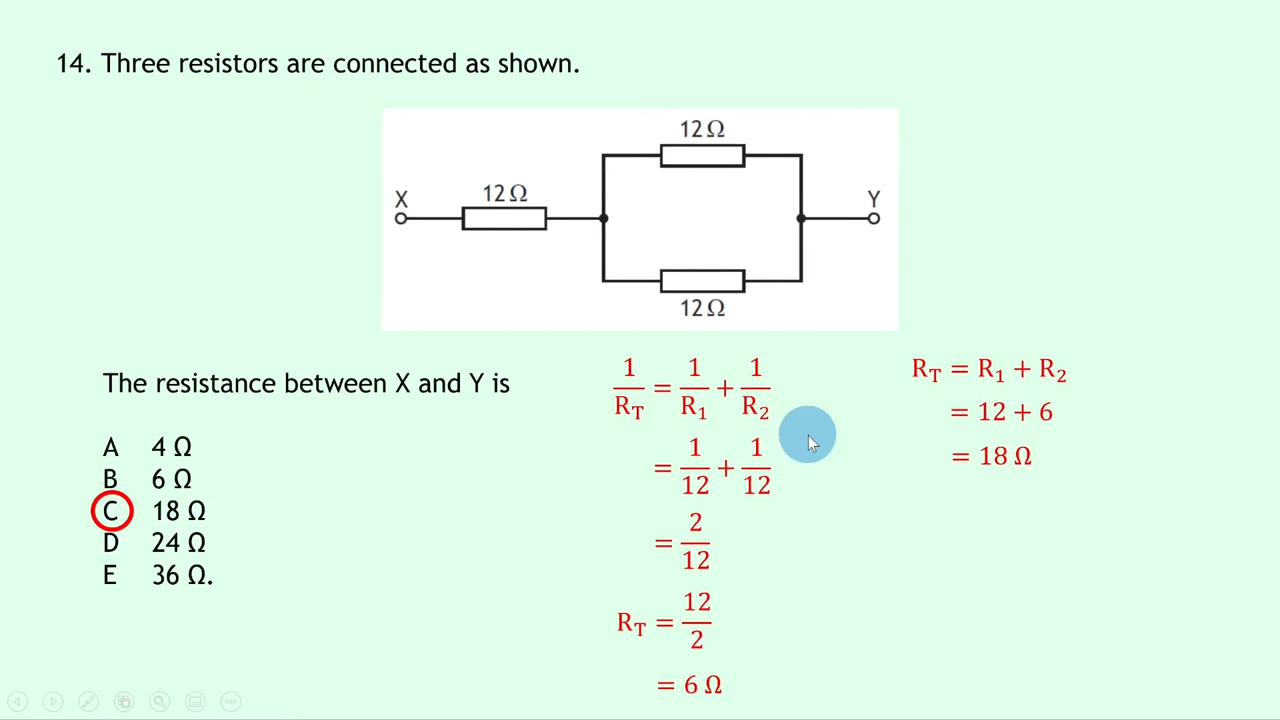 14. Three resistors are connected as shown.
12 Ω
X
12 Ω
Y
12 Ω
The resistance between X and Y is
A 4 Ω
B 6 Ω
C 18 Ω
D 24 Ω
E 36 Ω.
1/R_T = 1/R_1 + 1/R_2
= 1/12 + 1/12
= 2/12
R_T = 12/2
= 6 Ω
R_T = R_1 + R_2
= 12 + 6
= 18 Ω